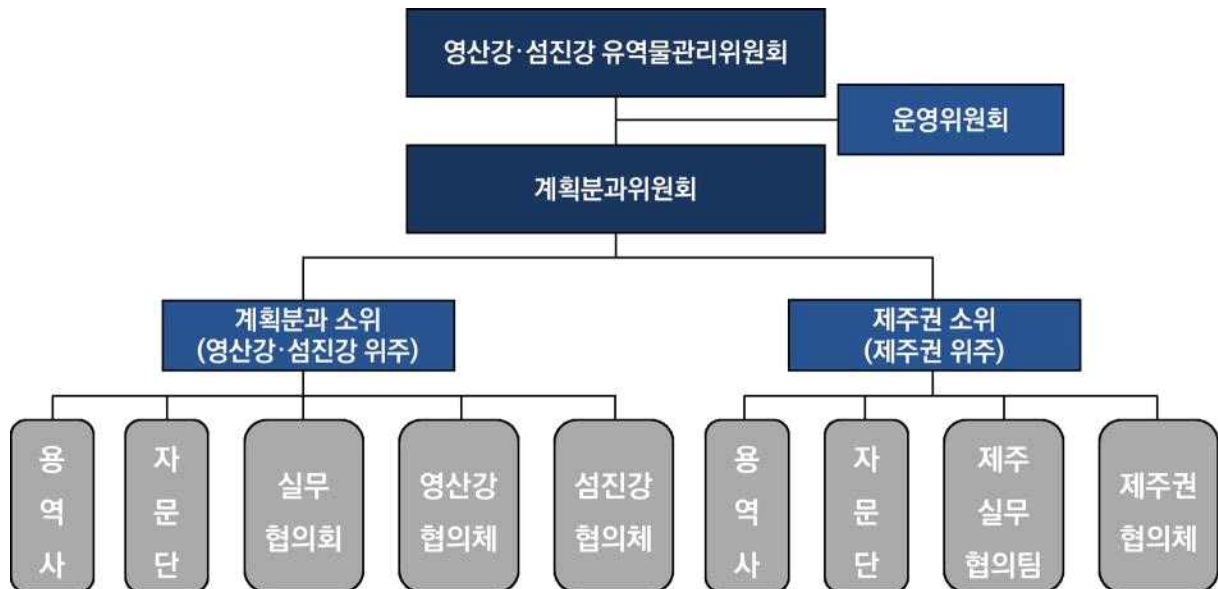 영산강·섬진강 유역물관리위원회
운영위원회
계획분과위원회
계획분과 소위
(영산강·섬진강 위주)
제주권 소위
(제주권 위주)
용
역
사
자
문
단
실무
협의회
영산강
협의체
섬진강
협의체
용
역
사
자
문
단
제주
실무
협의팀
제주권
협의체